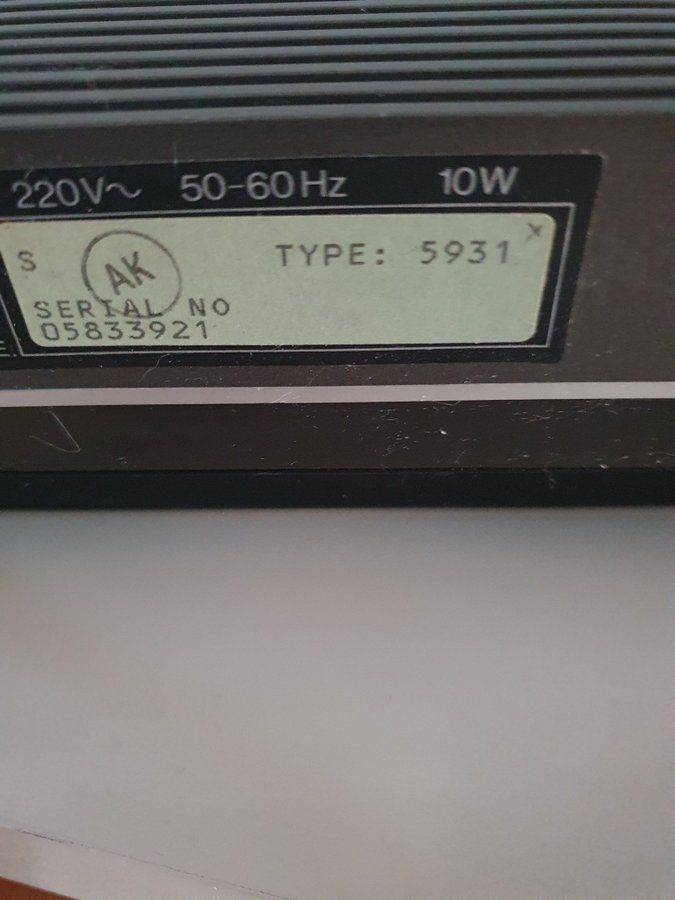 220V~ 50-60Hz 10W
S AK TYPE: 5931 X
SERIAL NO
05833921